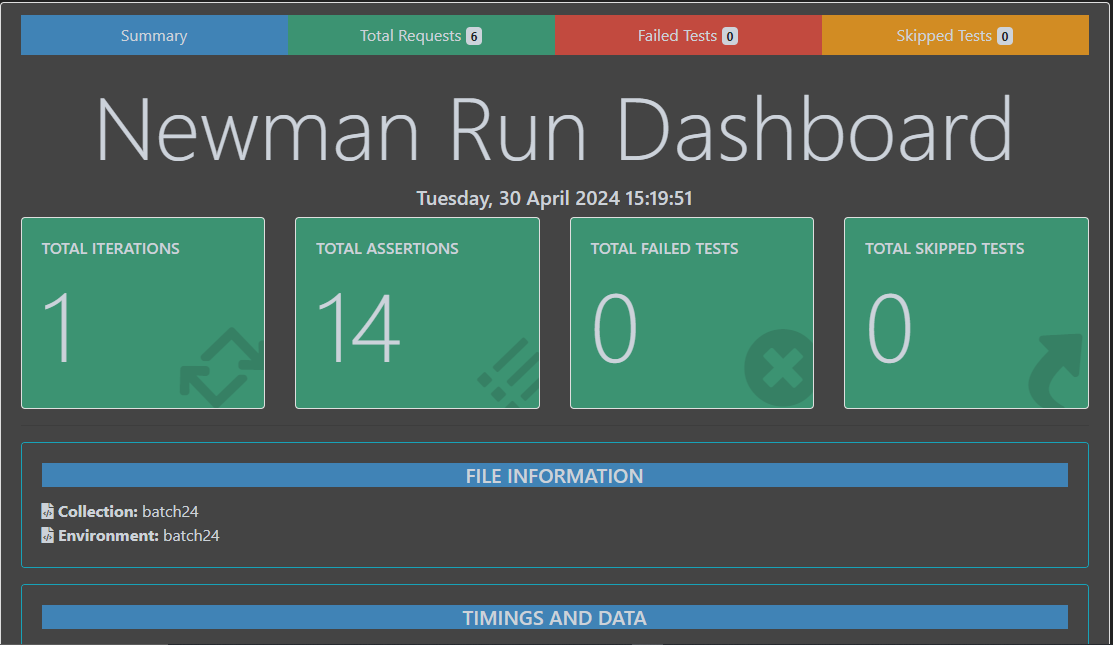 Summary Total Requests 6 Failed Tests 0 Skipped Tests 0
Newman Run Dashboard
Tuesday, 30 April 2024 15:19:51
TOTAL ITERATIONS TOTAL ASSERTIONS TOTAL FAILED TESTS TOTAL SKIPPED TESTS
1 14 0 0
FILE INFORMATION
Collection: batch24
Environment: batch24
TIMINGS AND DATA